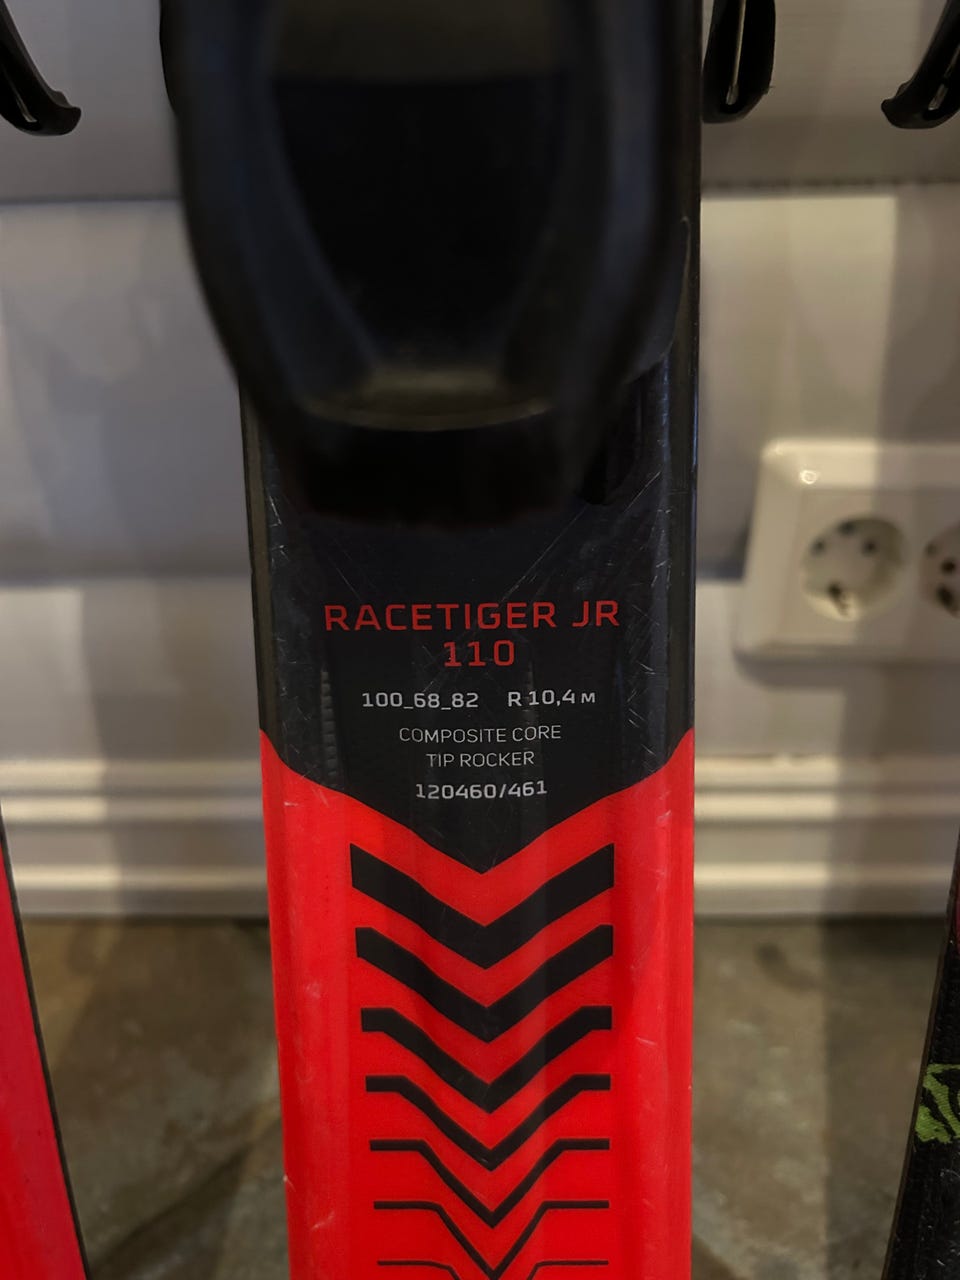 RACETIGER JR
110
100_68_82 R 10,4 M
COMPOSITE CORE
TIP ROCKER
120460/461